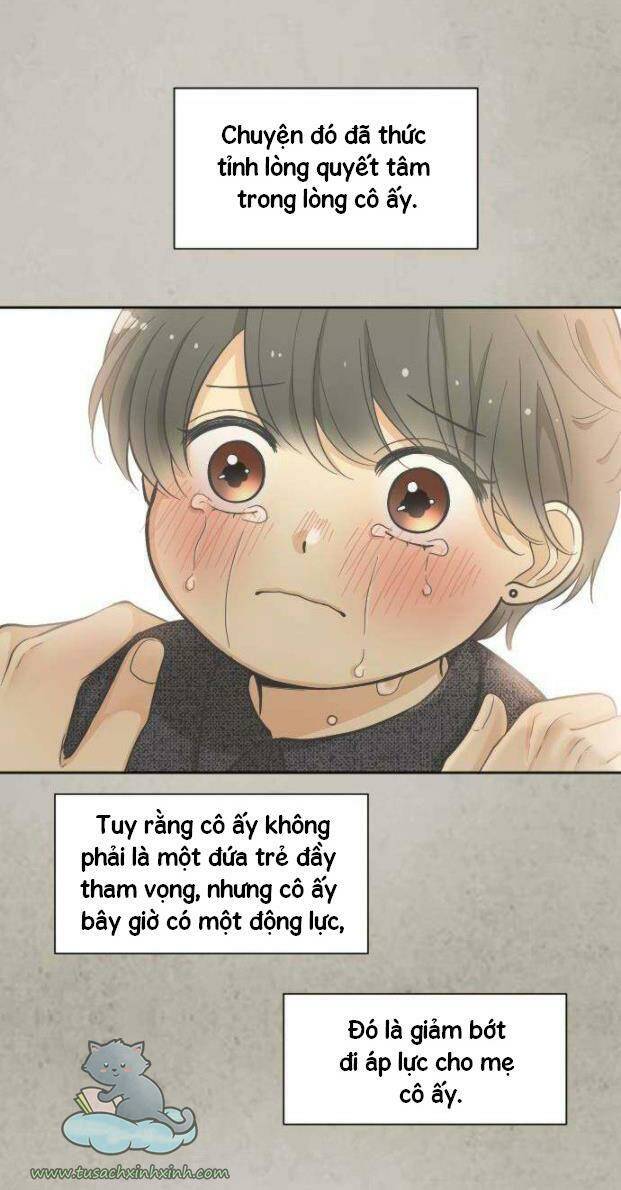 Chuyện đó đã thức
tỉnh lòng quyết tâm
trong lòng cô ấy.
Tuy rằng cô ấy không
phải là một đứa trẻ đầy
tham vọng, nhưng cô ấy
bây giờ có một động lực,
Đó là giảm bớt
đi áp lực cho mẹ
cô ấy.
www.tusachxinhxinh.com